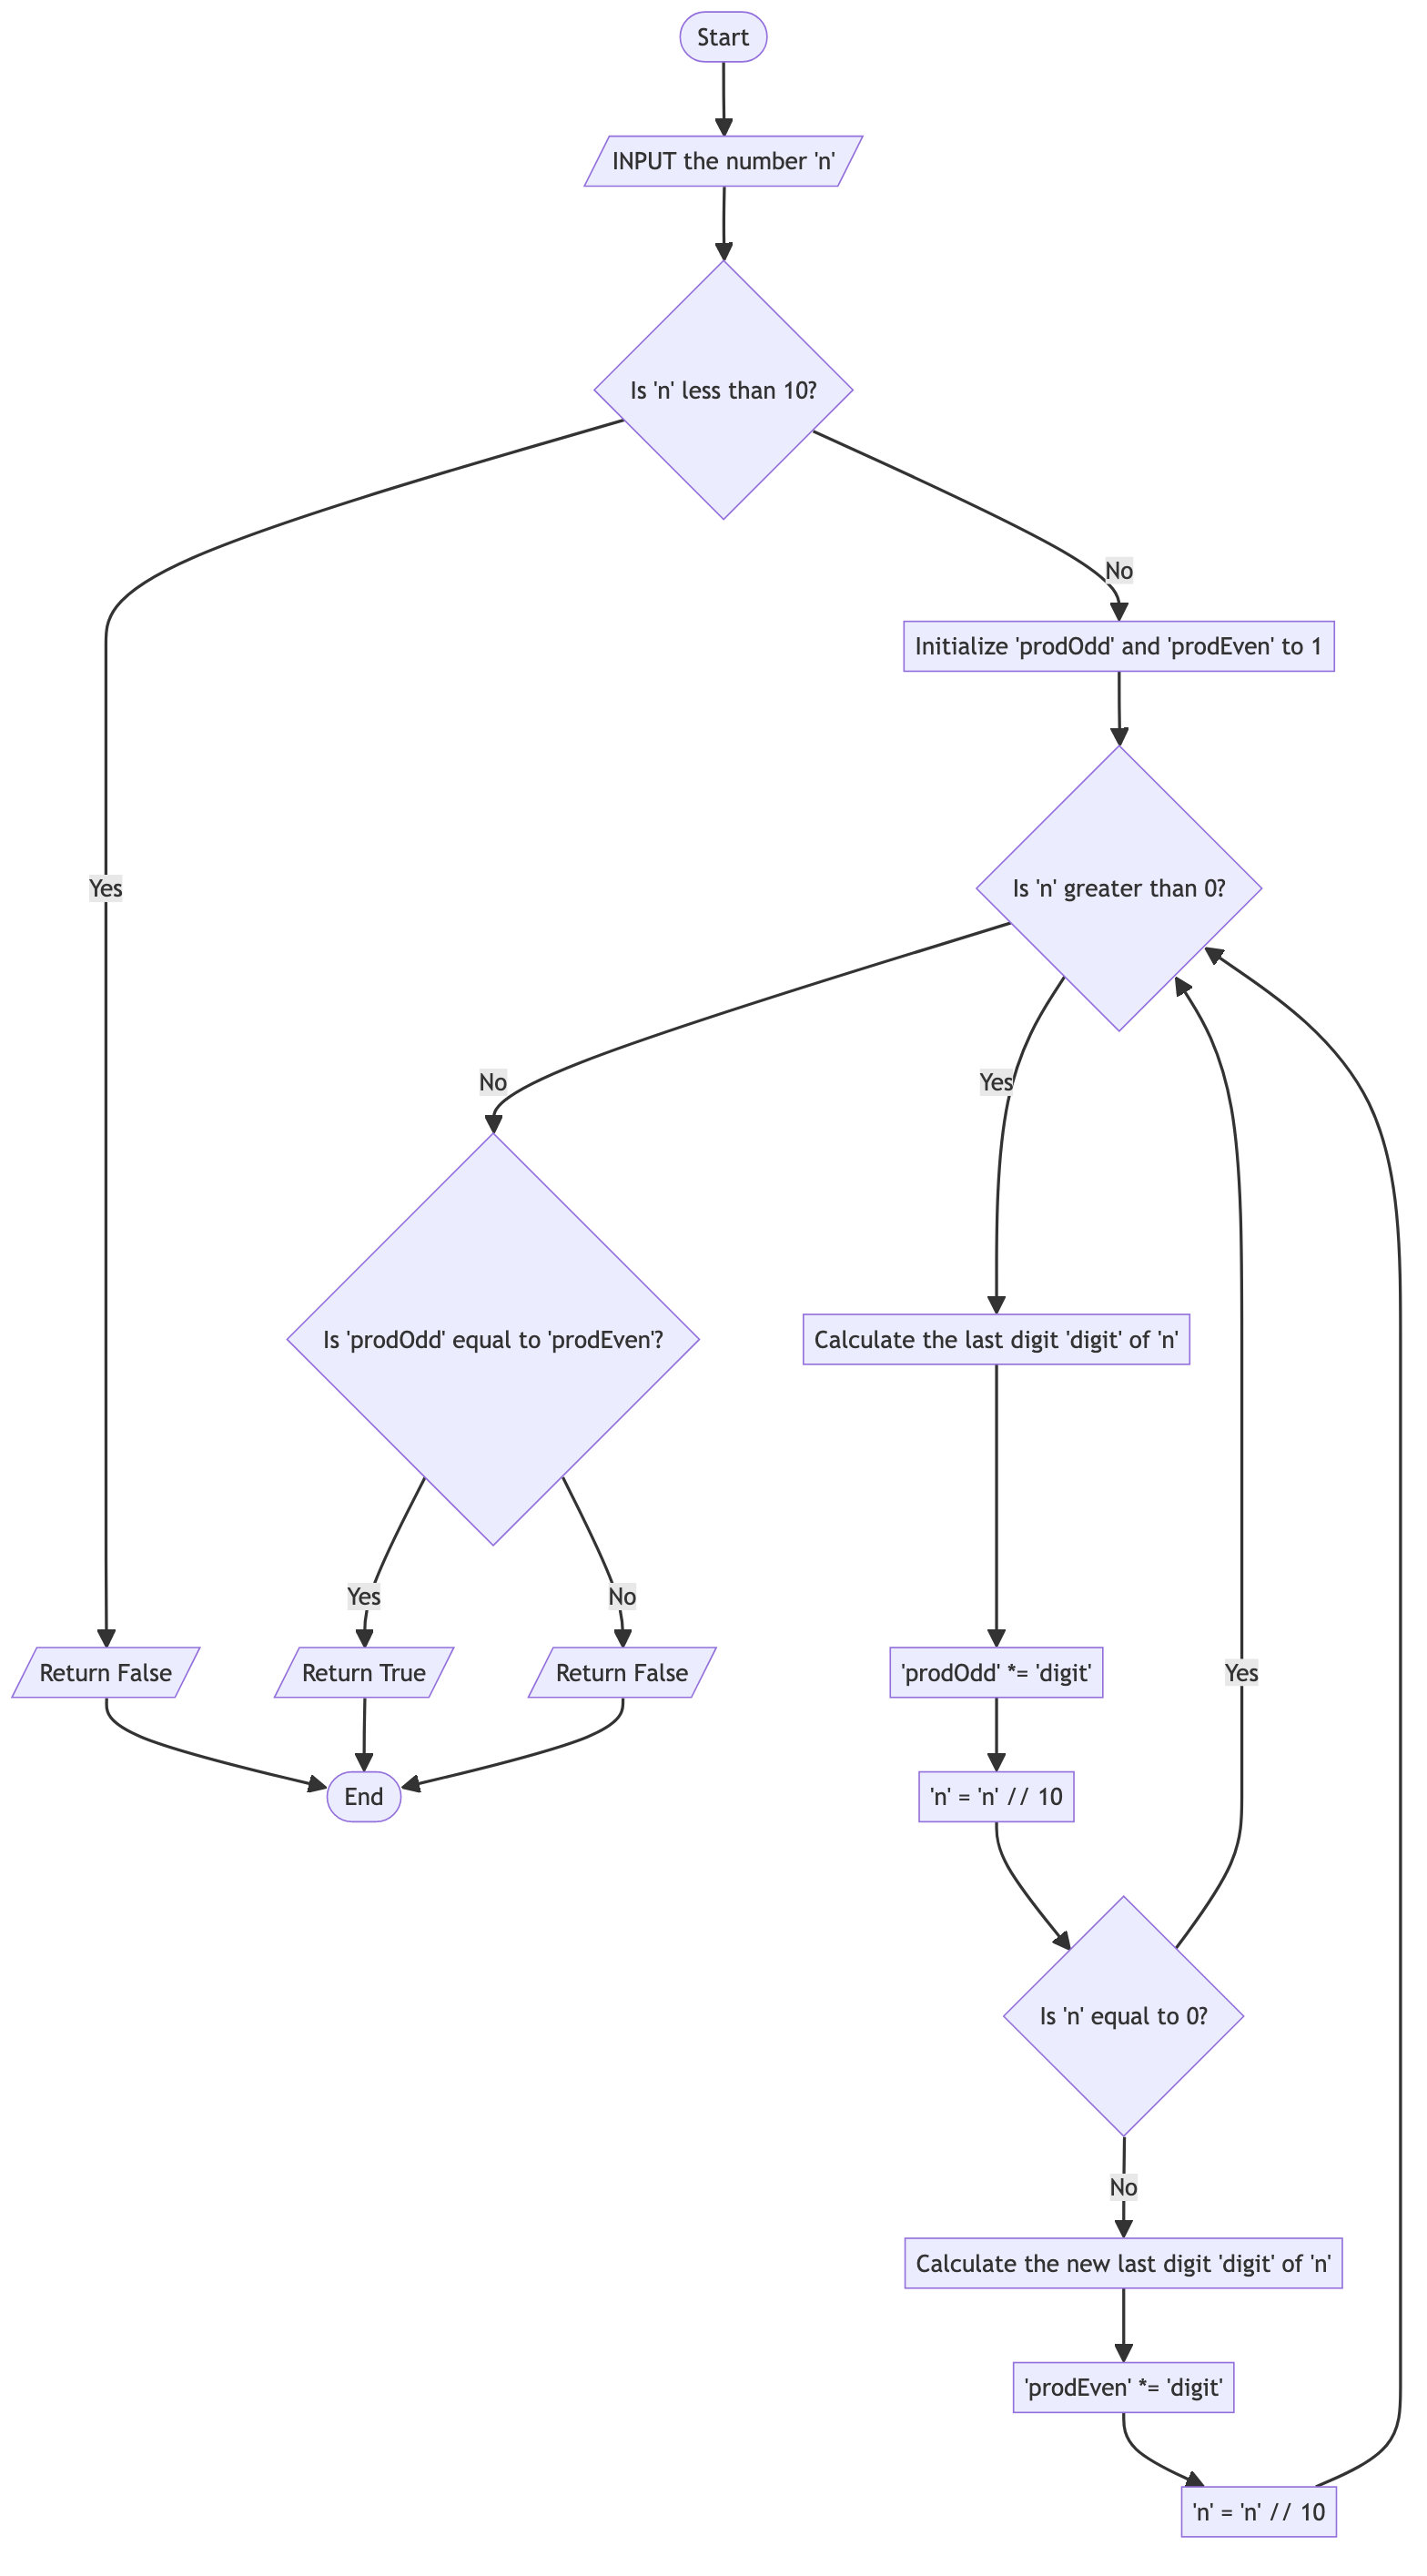 Start
INPUT the number 'n'
Is 'n' less than 10?
No
Initialize 'prodOdd' and 'prodEven' to 1
Yes
Is 'n' greater than 0?
No
Yes
Is 'prodOdd' equal to 'prodEven'?
Calculate the last digit 'digit' of 'n'
Yes
No
Return False
Return True
Return False
'prodOdd' *= 'digit'
Yes
End
'n' = 'n' // 10
Is 'n' equal to 0?
No
Calculate the new last digit 'digit' of 'n'
'prodEven' *= 'digit'
'n' = 'n' // 10